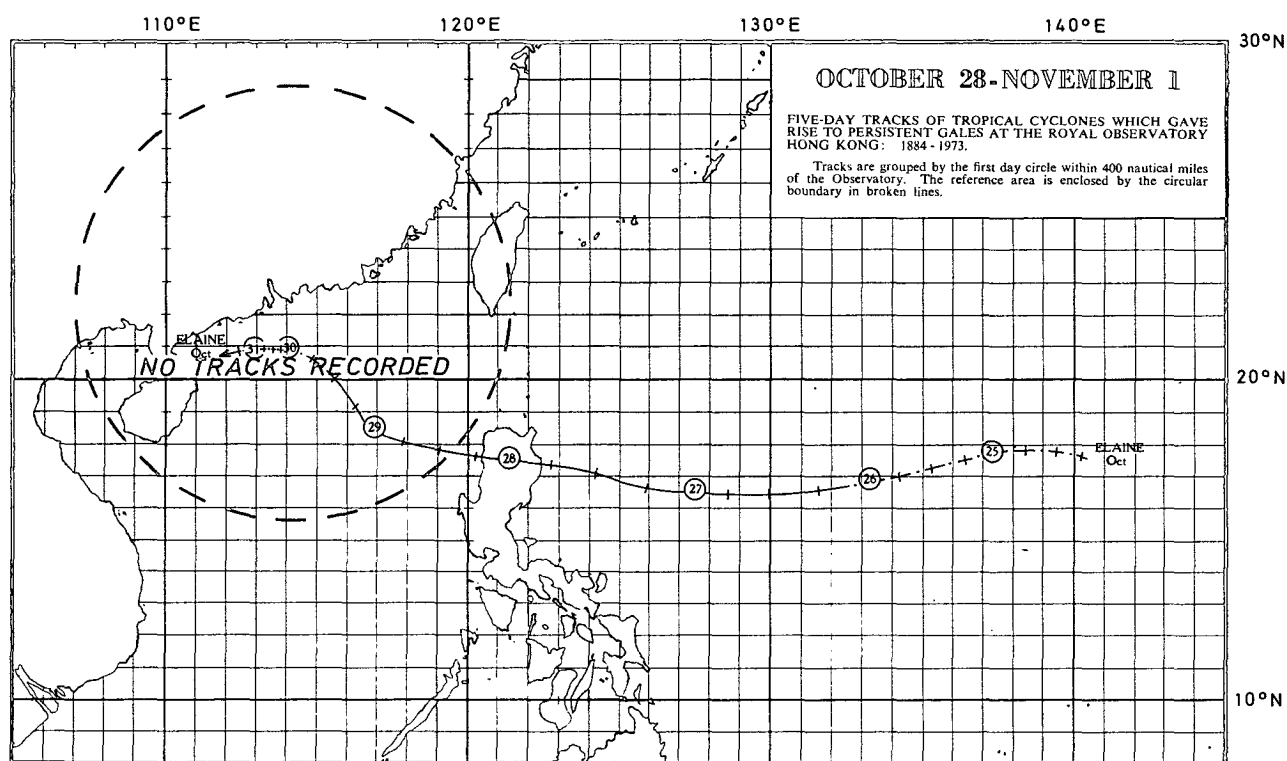 110°E 120°E 130°E 140°E
30°N
OCTOBER 28-NOVEMBER 1
FIVE-DAY TRACKS OF TROPICAL CYCLONES WHICH GAVE
RISE TO PERSISTENT GALES AT THE ROYAL OBSERVATORY
HONG KONG: 1884 - 1973.
Tracks are grouped by the first day circle within 400 nautical miles
of the Observatory. The reference area is enclosed by the circular
boundary in broken lines.
ELAINE
Oct
31 30
NO TRACKS RECORDED
20°N
29
28
27
26
25
ELAINE
Oct
10°N